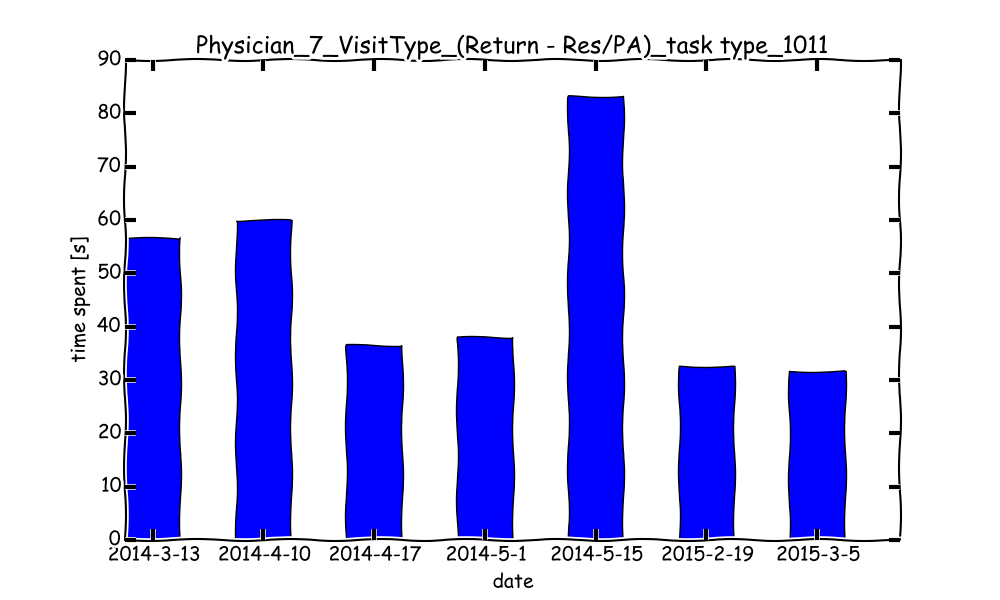 Physician_7_VisitType_(Return - Res/PA)_task type_1011
90
80
70
60
50
40
30
20
10
0
time spent [s]
2014-3-13 2014-4-10 2014-4-17 2014-5-1 2014-5-15 2015-2-19 2015-3-5
date